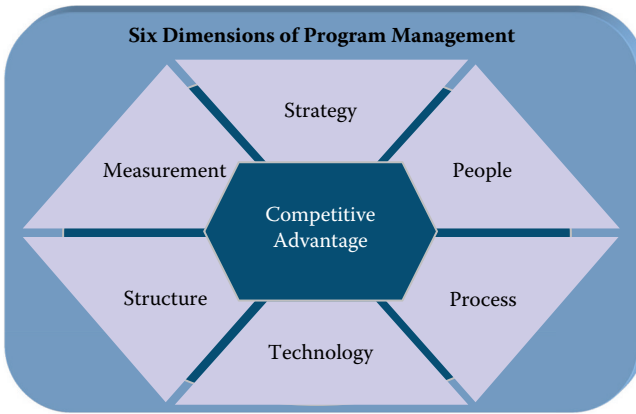 Six Dimensions of Program Management
Strategy
Measurement
People
Competitive
Advantage
Structure
Process
Technology